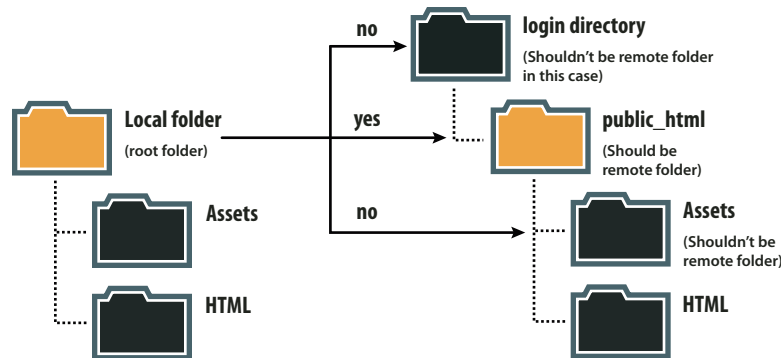 no
login directory
(Shouldn't be remote folder
in this case)
Local folder
(root folder)
yes
public_html
(Should be
remote folder)
Assets
no
Assets
(Shouldn't be
remote folder)
HTML
HTML